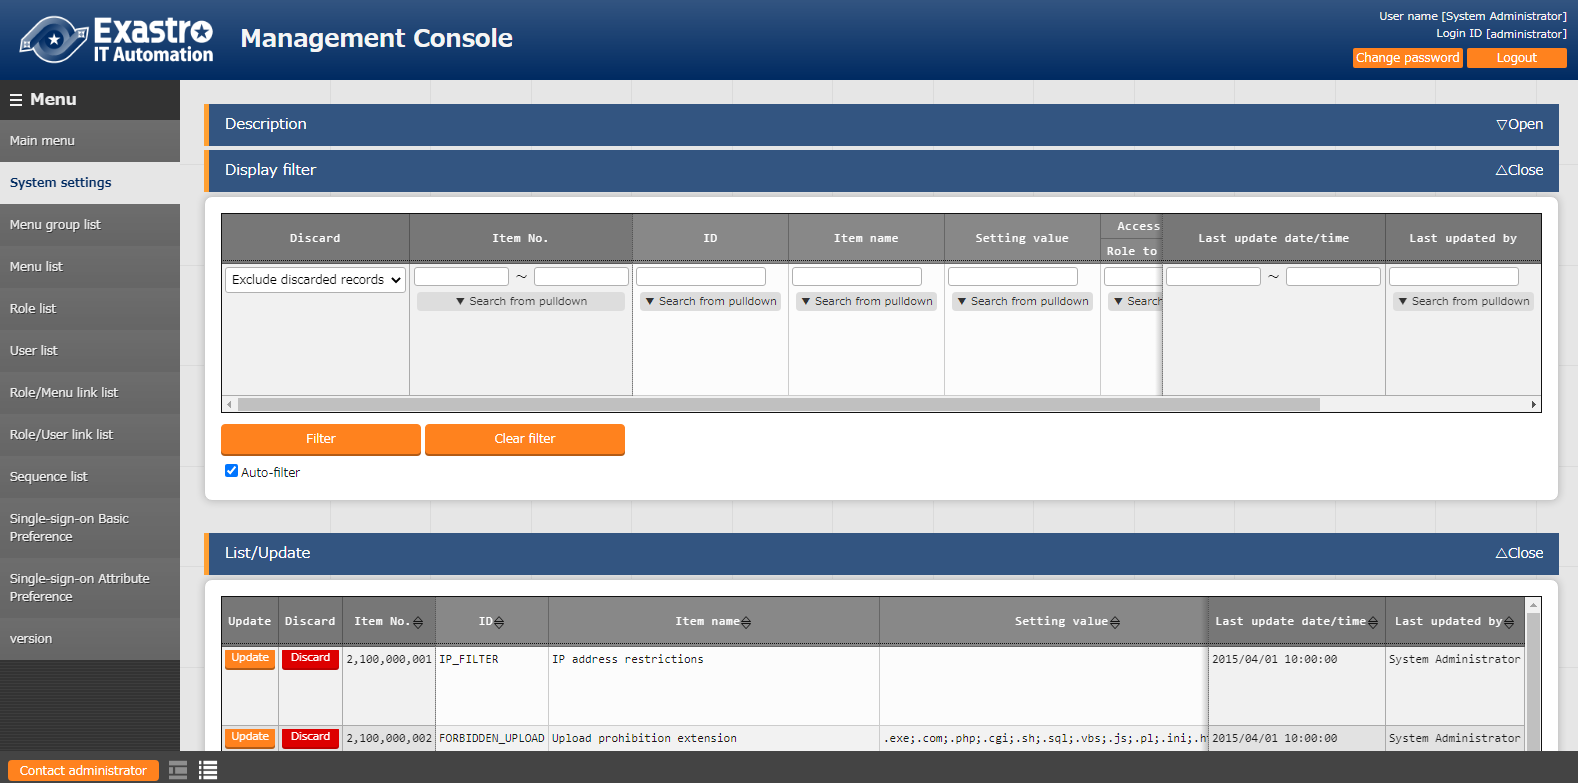 Exastro
IT Automation
Management Console
User name [System Administrator]
Login ID [administrator]
Change password
Logout
Menu
Main menu
System settings
Menu group list
Menu list
Role list
User list
Role/Menu link list
Role/User link list
Sequence list
Single-sign-on Basic
Preference
Single-sign-on Attribute
Preference
version
Description
▽Open
Display filter
△Close
Discard
Item No.
ID
Item name
Setting value
Access
Role to
Last update date/time
Last updated by
Exclude discarded records
~
~
▼ Search from pulldown
▼ Search from pulldown
▼ Search from pulldown
▼ Search from pulldown
▼ Search
▼ Search from pulldown
Filter
Clear filter
Auto-filter
List/Update
△Close
Update Discard Item No. ID Item name Setting value Last update date/time Last updated by
Update Discard 2,100,000,001 IP_FILTER IP address restrictions 2015/04/01 10:00:00 System Administrator
Update Discard 2,100,000,002 FORBIDDEN_UPLOAD Upload prohibition extension .exe;.com;.php;.cgi;.sh;.sql;.vbs;.js;.pl;.ini;.h 2015/04/01 10:00:00 System Administrator
Contact administrator